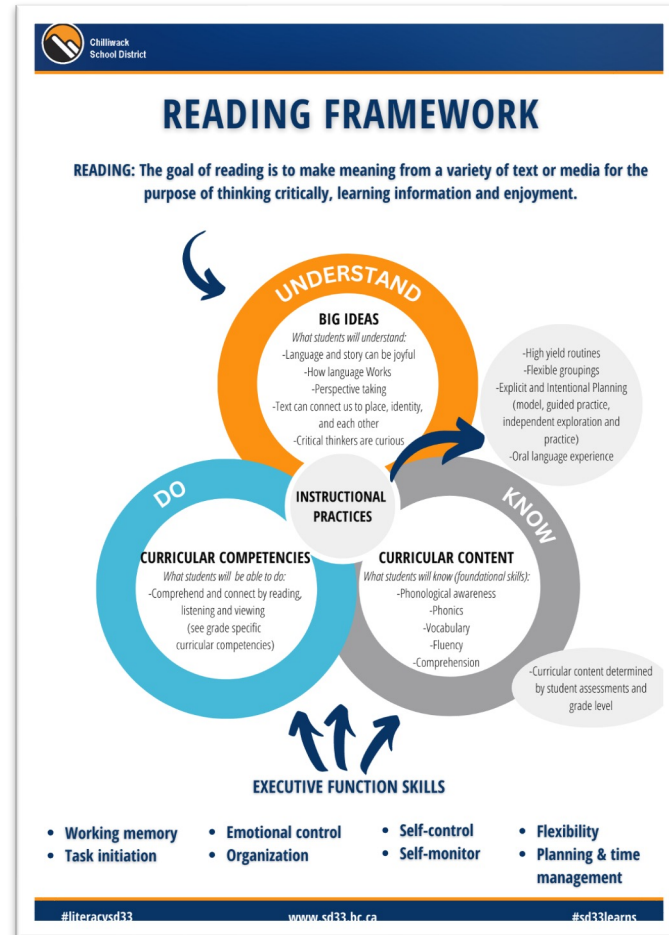 Chilliwack
School District
READING FRAMEWORK
READING: The goal of reading is to make meaning from a variety of text or media for the
purpose of thinking critically, learning information and enjoyment.
UNDERSTAND
BIG IDEAS
What students will understand:
-Language and story can be joyful
-How language Works
-Perspective taking
-Text can connect us to place, identity,
and each other
-Critical thinkers are curious
-High yield routines
-Flexible groupings
-Explicit and Intentional Planning
(model, guided practice,
independent exploration and
practice)
-Oral language experience
INSTRUCTIONAL
PRACTICES
DO
CURRICULAR COMPETENCIES
What students will be able to do:
-Comprehend and connect by reading,
listening and viewing
(see grade specific
curricular competencies)
KNOW
CURRICULAR CONTENT
What students will know (foundational skills):
-Phonological awareness
-Phonics
-Vocabulary
-Fluency
-Comprehension
-Curricular content determined
by student assessments and
grade level
EXECUTIVE FUNCTION SKILLS
• Working memory
• Task initiation
• Emotional control
• Organization
• Self-control
• Self-monitor
• Flexibility
• Planning & time
management
#literacysd33
www.sd33.bc.ca
#sd33learns